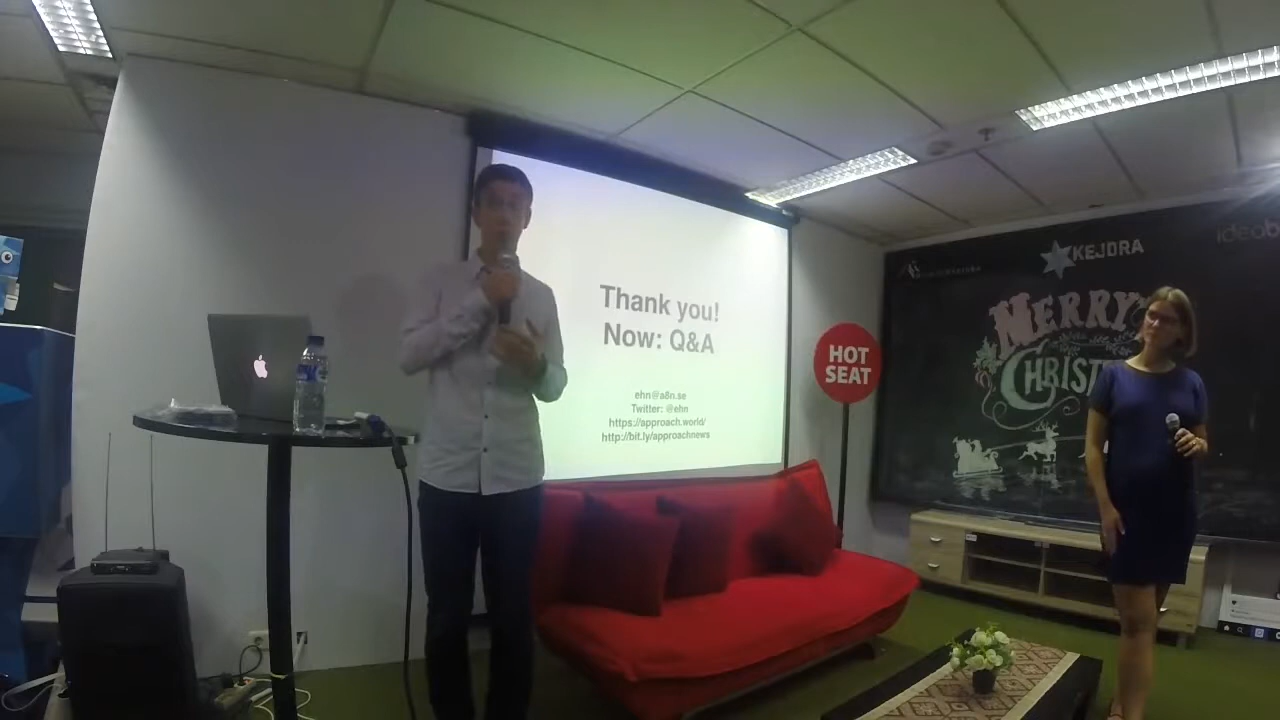 Thank you!
Now: Q&A
ehn@a8n.se
Twitter: @ehn
https://approach.world/
http://bit.ly/approachnews
HOT
SEAT
KEJORA
MERRY
CHRIST
ideob